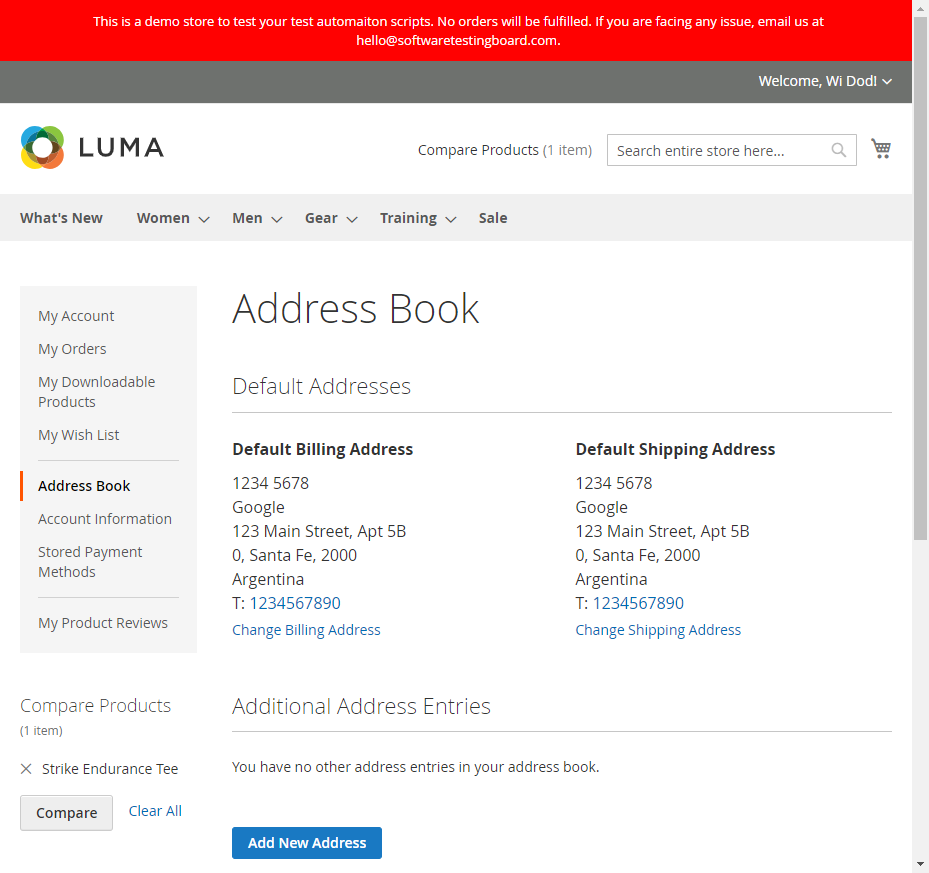 This is a demo store to test your test automaiton scripts. No orders will be fulfilled. If you are facing any issue, email us at
hello@softwaretestingboard.com.
Welcome, Wi Dod!
LUMA
Compare Products (1 item)
Search entire store here...
What's New Women Men Gear Training Sale
My Account
My Orders
My Downloadable
Products
My Wish List
Address Book
Account Information
Stored Payment
Methods
My Product Reviews
Compare Products
(1 item)
Strike Endurance Tee
Compare Clear All
Address Book
Default Addresses
Default Billing Address
1234 5678
Google
123 Main Street, Apt 5B
0, Santa Fe, 2000
Argentina
T: 1234567890
Change Billing Address
Default Shipping Address
1234 5678
Google
123 Main Street, Apt 5B
0, Santa Fe, 2000
Argentina
T: 1234567890
Change Shipping Address
Additional Address Entries
You have no other address entries in your address book.
Add New Address